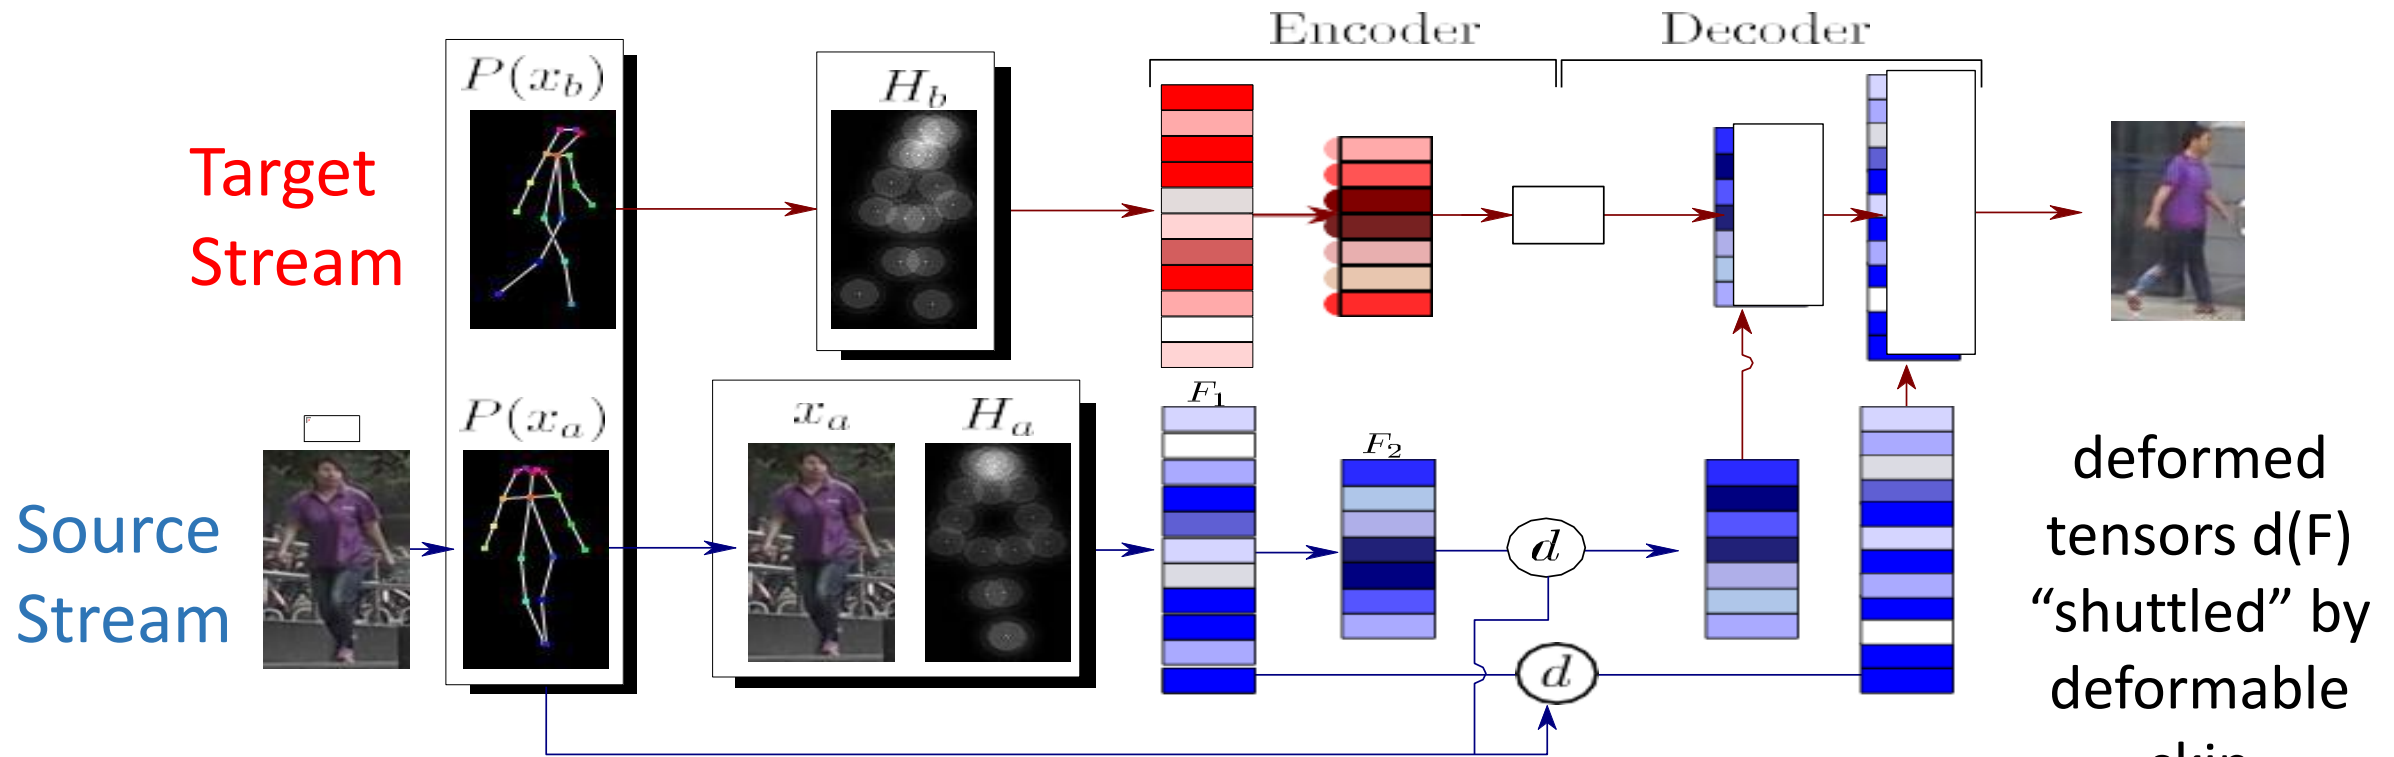 Encoder
Decoder
P(x_b)
H_b
Target
Stream
F_1
P(x_a)
x_a
H_a
F_2
Source
Stream
d
d
deformed
tensors d(F)
“shuttled” by
deformable